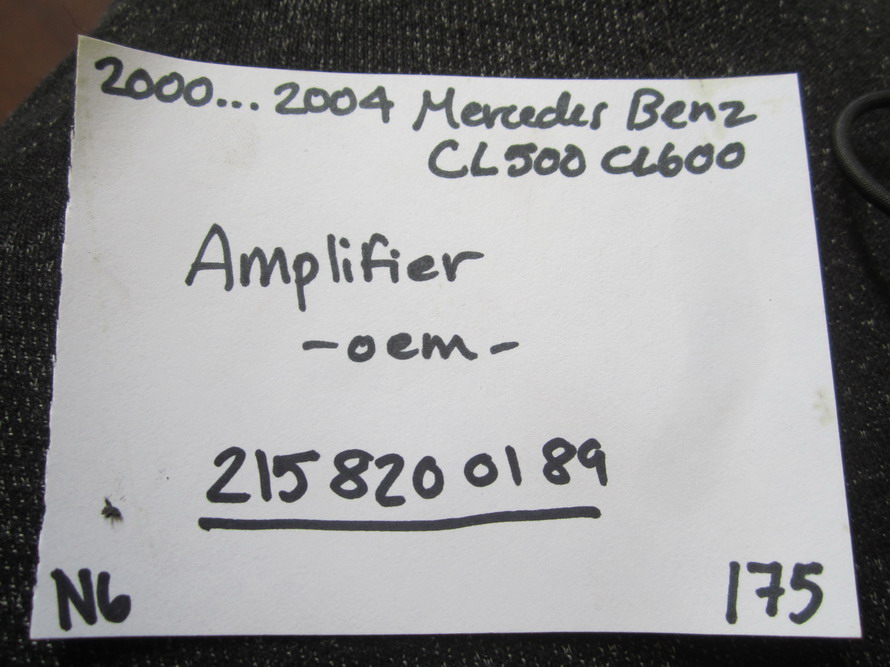 2000... 2004 Mercedes Benz
CL500 CL600
Amplifier
-oem-
215 820 01 89
N6
175